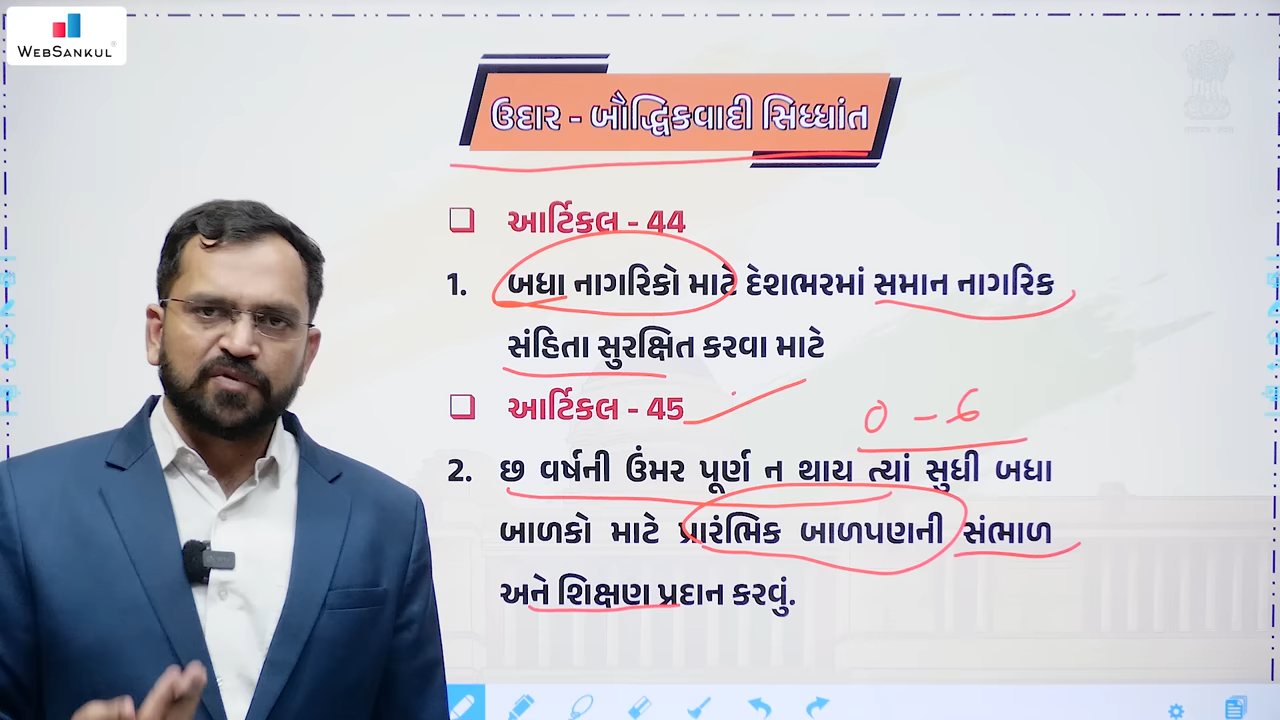 WEBSANKUL
ઉદાર - બૌદ્ધિકવાદી સિધ્ધાંત
❑ આર્ટિકલ - 44
1. બધા નાગરિકો માટે દેશભરમાં સમાન નાગરિક
સંહિતા સુરક્ષિત કરવા માટે
❑ આર્ટિકલ - 45
0 - 6
2. છ વર્ષની ઉંમર પૂર્ણ ન થાય ત્યાં સુધી બધા
બાળકો માટે પ્રારંભિક બાળપણની સંભાળ
અને શિક્ષણ પ્રદાન કરવું.